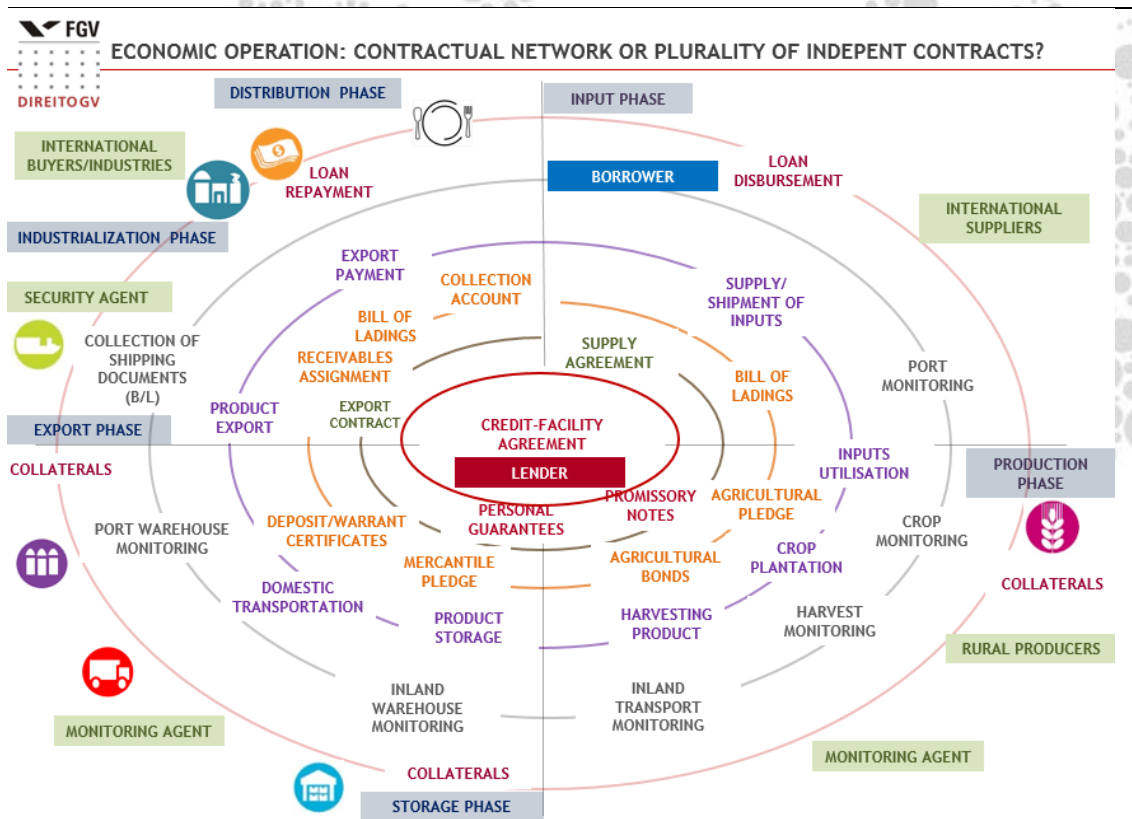 FGV
DIREITOGV
ECONOMIC OPERATION: CONTRACTUAL NETWORK OR PLURALITY OF INDEPENT CONTRACTS?
DISTRIBUTION PHASE
INPUT PHASE
INTERNATIONAL
BUYERS/INDUSTRIES
LOAN
REPAYMENT
BORROWER
LOAN
DISBURSEMENT
INTERNATIONAL
SUPPLIERS
INDUSTRIALIZATION PHASE
EXPORT
PAYMENT
COLLECTION
ACCOUNT
SUPPLY/
SHIPMENT OF
INPUTS
SECURITY AGENT
BILL OF
LADINGS
COLLECTION OF
SHIPPING
DOCUMENTS
(B/L)
RECEIVABLES
ASSIGNMENT
SUPPLY
AGREEMENT
PORT
MONITORING
BILL OF
LADINGS
PRODUCT
EXPORT
EXPORT
CONTRACT
CREDIT-FACILITY
AGREEMENT
EXPORT PHASE
COLLATERALS
LENDER
INPUTS
UTILISATION
PRODUCTION
PHASE
PERSONAL
GUARANTEES
PROMISSORY
NOTES
AGRICULTURAL
PLEDGE
PORT WAREHOUSE
MONITORING
DEPOSIT/WARRANT
CERTIFICATES
CROP
MONITORING
MERCANTILE
PLEDGE
AGRICULTURAL
BONDS
CROP
PLANTATION
COLLATERALS
DOMESTIC
TRANSPORTATION
PRODUCT
STORAGE
HARVESTING
PRODUCT
HARVEST
MONITORING
RURAL PRODUCERS
INLAND
WAREHOUSE
MONITORING
INLAND
TRANSPORT
MONITORING
MONITORING AGENT
MONITORING AGENT
COLLATERALS
STORAGE PHASE